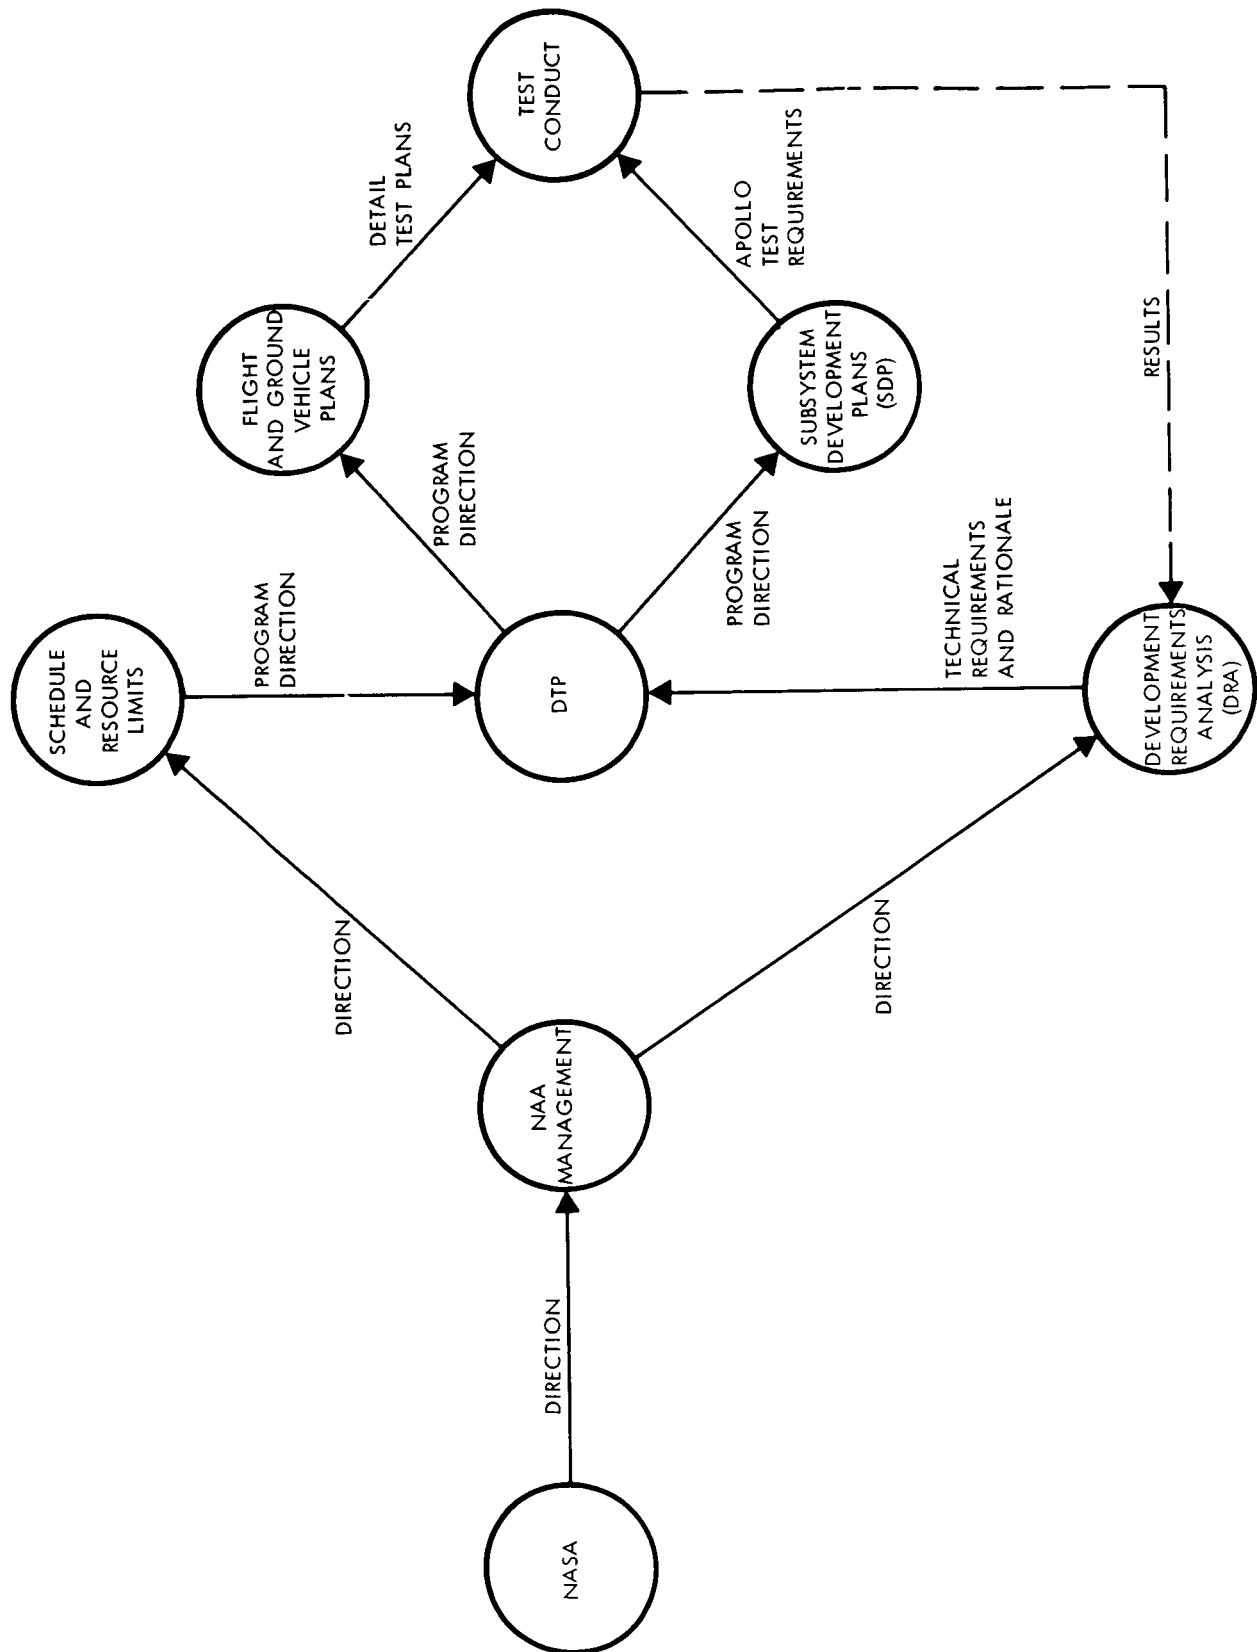 NASA
DIRECTION
NAA
MANAGEMENT
DIRECTION
DIRECTION
SCHEDULE
AND
RESOURCE
LIMITS
PROGRAM
DIRECTION
DTP
TECHNICAL
REQUIREMENTS
AND RATIONALE
DEVELOPMENT
REQUIREMENTS
ANALYSIS
(DRA)
PROGRAM
DIRECTION
PROGRAM
DIRECTION
FLIGHT
AND GROUND
VEHICLE
PLANS
SUBSYSTEM
DEVELOPMENT
PLANS
(SDP)
DETAIL
TEST PLANS
APOLLO
TEST
REQUIREMENTS
RESULTS
TEST
CONDUCT